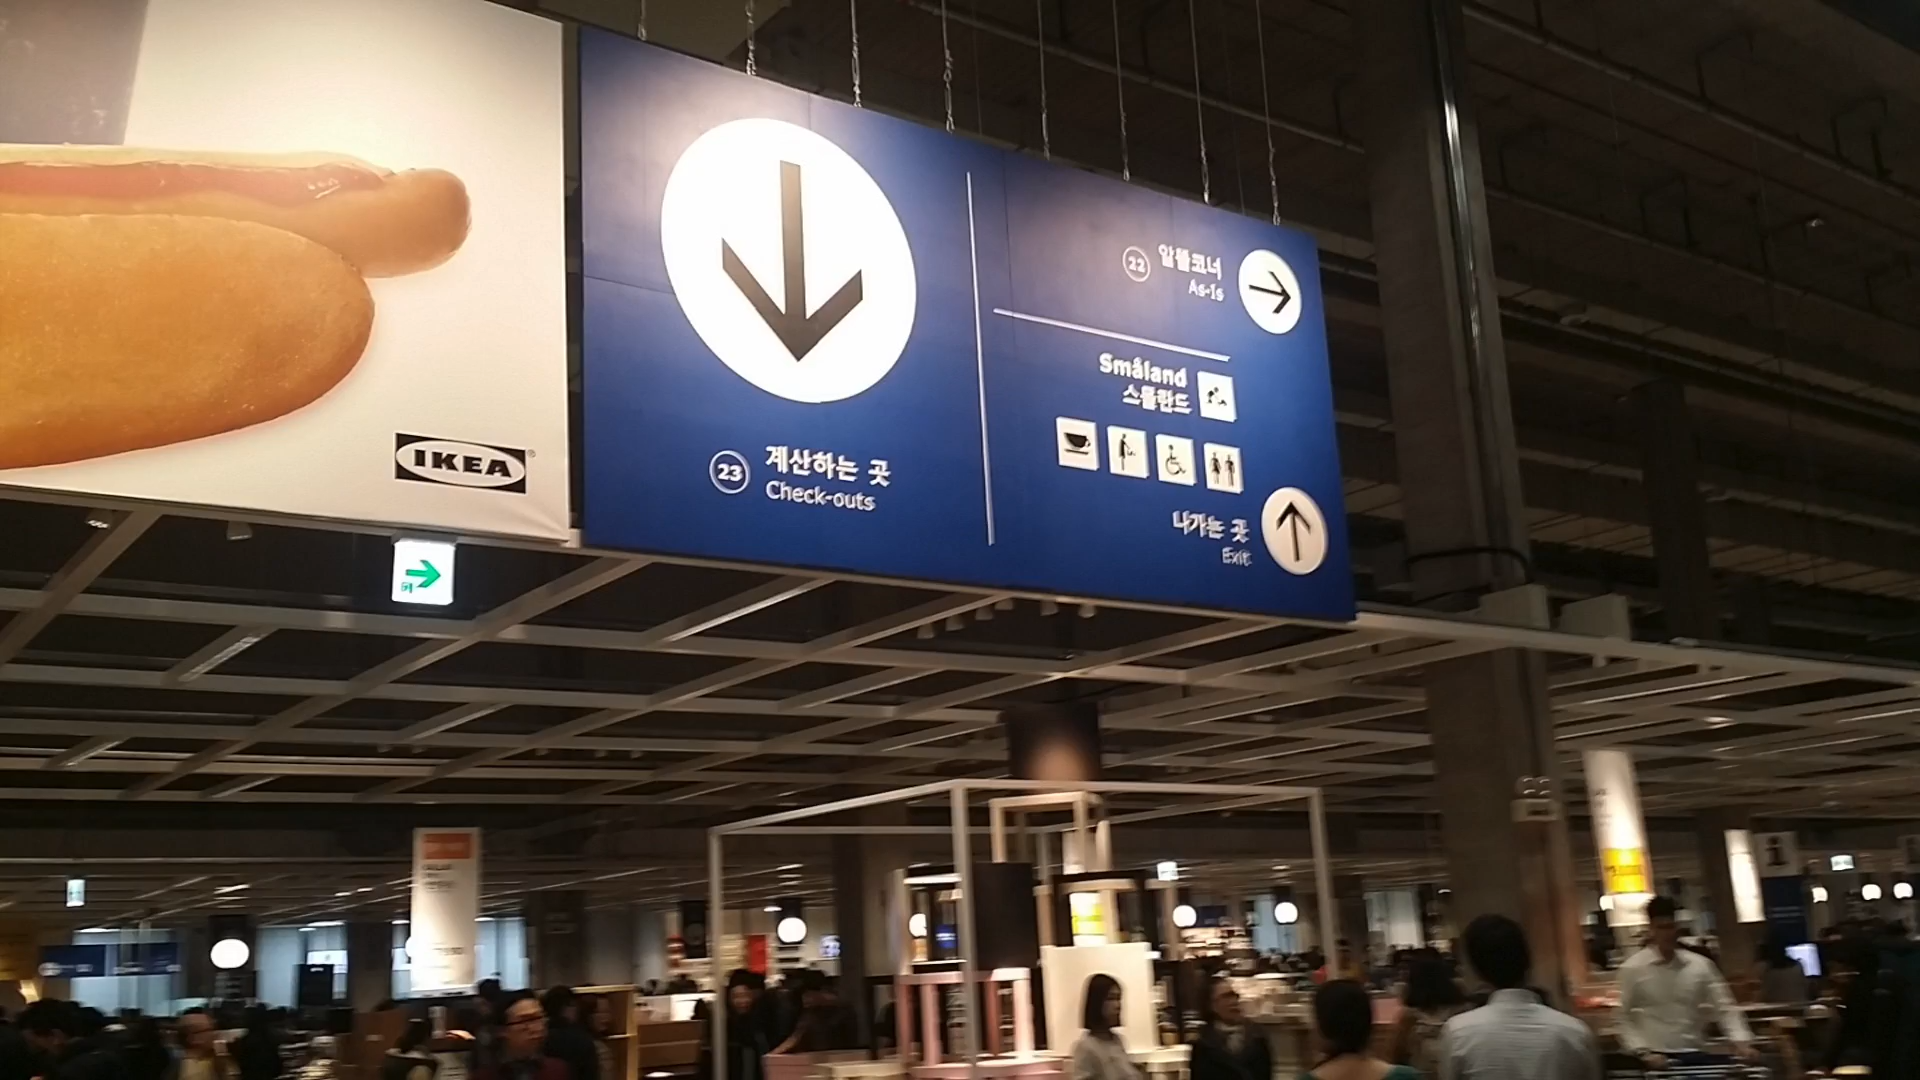 IKEA
23 계산하는 곳
Check-outs
22 알뜰코너
As-Is
Småland
스몰란드
나가는 곳
Exit